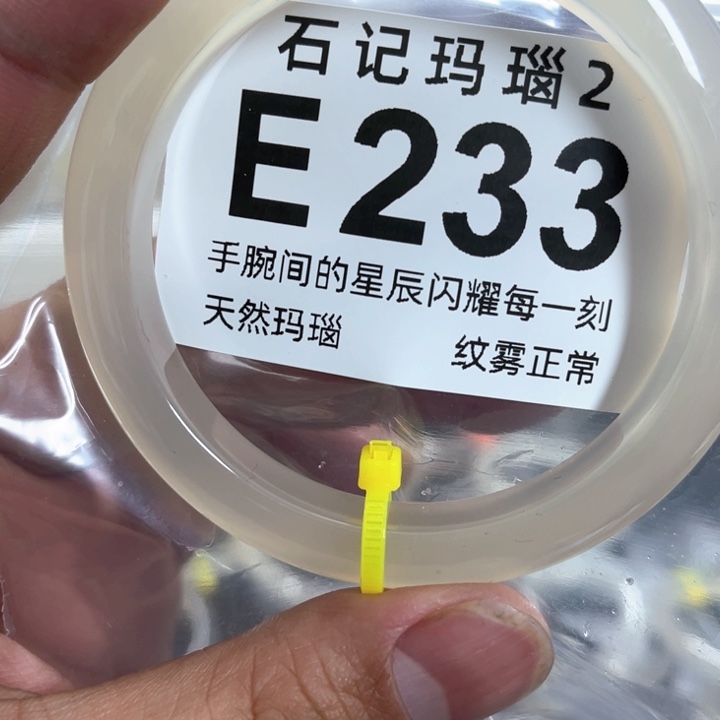 石记玛瑙2
E233
手腕间的星辰闪耀每一刻
天然玛瑙 纹雾正常